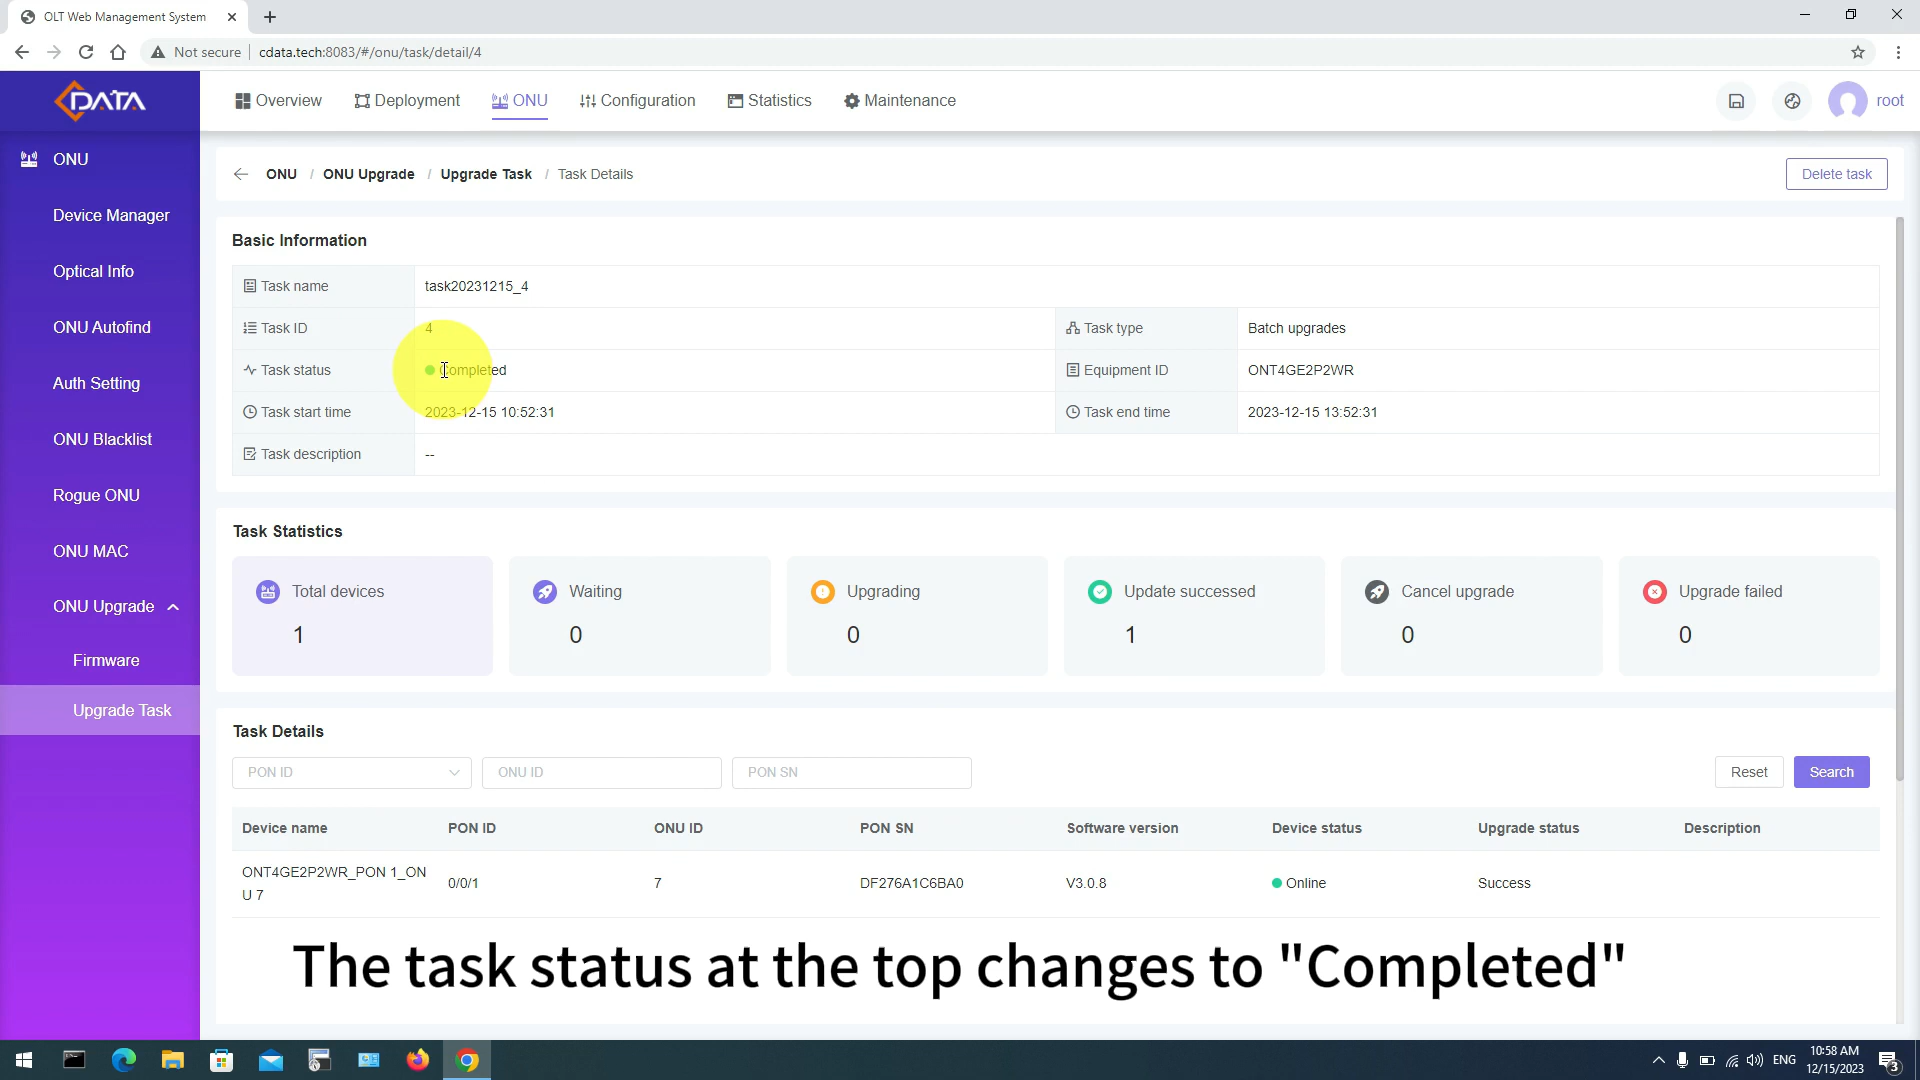 OLT Web Management System
Not secure
cdata.tech:8083/#/onu/task/detail/4
DATA
Overview
Deployment
ONU
Configuration
Statistics
Maintenance
root
ONU
Device Manager
Optical Info
ONU Autofind
Auth Setting
ONU Blacklist
Rogue ONU
ONU MAC
ONU Upgrade
Firmware
Upgrade Task
ONU / ONU Upgrade / Upgrade Task / Task Details
Delete task
Basic Information
Task name
task20231215_4
Task ID
4
Task type
Batch upgrades
Task status
Completed
Equipment ID
ONT4GE2P2WR
Task start time
2023-12-15 10:52:31
Task end time
2023-12-15 13:52:31
Task description
--
Task Statistics
Total devices
1
Waiting
0
Upgrading
0
Update successed
1
Cancel upgrade
0
Upgrade failed
0
Task Details
PON ID
ONU ID
PON SN
Reset
Search
Device name
PON ID
ONU ID
PON SN
Software version
Device status
Upgrade status
Description
ONT4GE2P2WR_PON 1_ON
U 7
0/0/1
7
DF276A1C6BA0
V3.0.8
Online
Success
The task status at the top changes to "Completed"
ENG
10:58 AM
12/15/2023
3